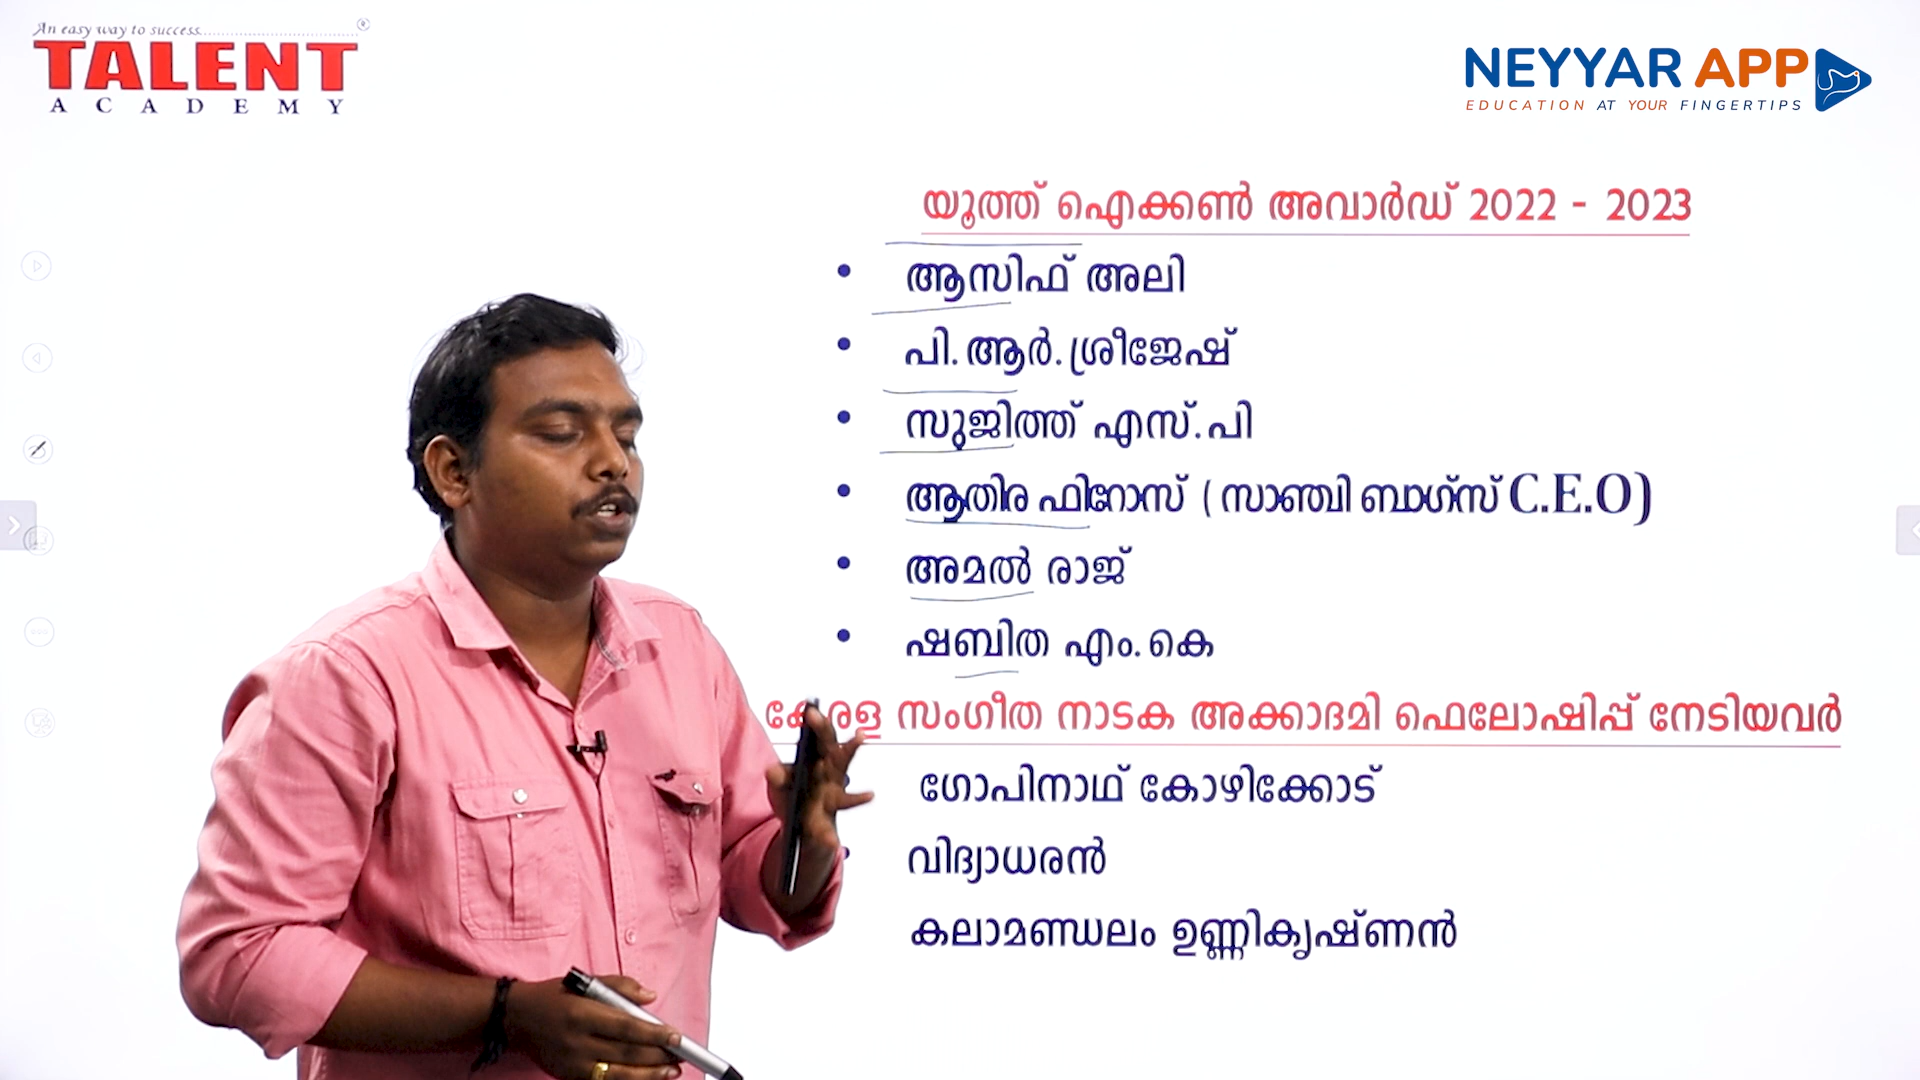 An easy way to success
TALENT
ACADEMY
NEYYAR APP
EDUCATION AT YOUR FINGERTIPS
യൂത്ത് ഐക്കൺ അവാർഡ് 2022 - 2023
• ആസിഫ് അലി
• പി.ആർ.ശ്രീജേഷ്
• സുജിത്ത് എസ്.പി
• ആതിര ഫിറോസ് (സാഞ്ചി ബാഗ്സ് C.E.O)
• അമൽ രാജ്
• ഷബിത എം.കെ
കേരള സംഗീത നാടക അക്കാദമി ഫെലോഷിപ്പ് നേടിയവർ
ഗോപിനാഥ് കോഴിക്കോട്
വിദ്യാധരൻ
കലാമണ്ഡലം ഉണ്ണികൃഷ്ണൻ